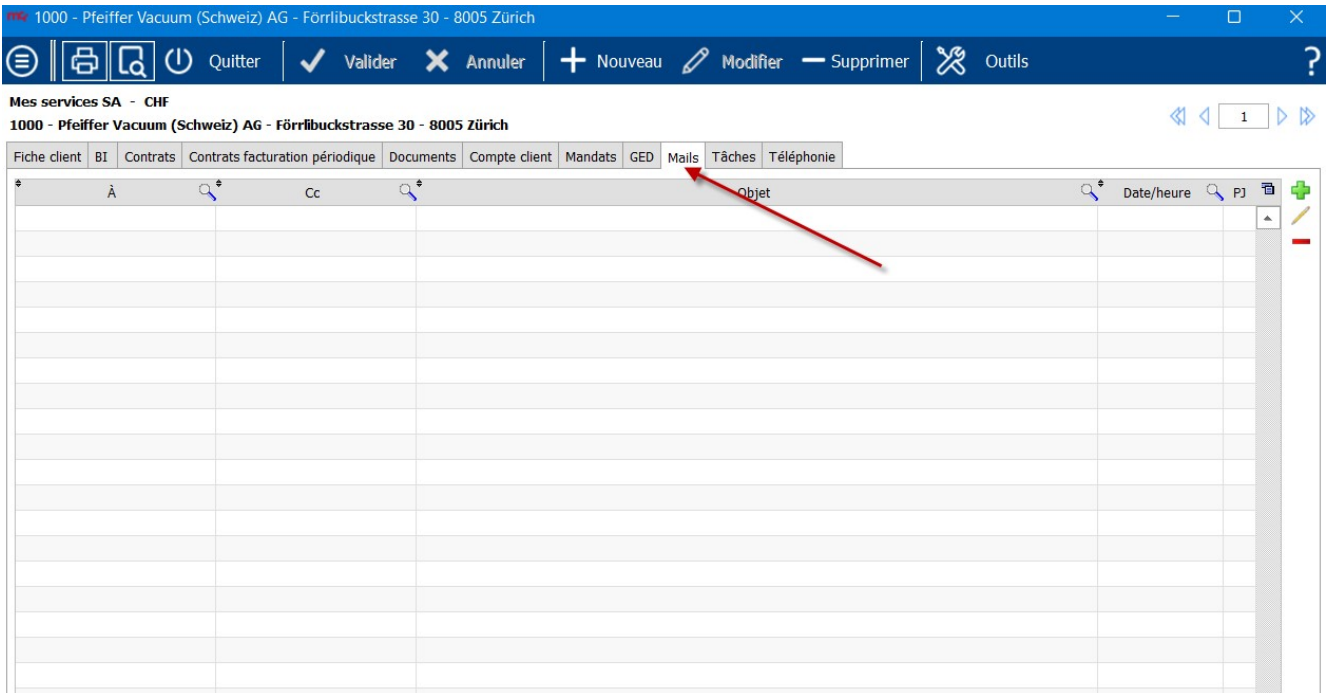 1000 - Pfeiffer Vacuum (Schweiz) AG - Förrlibuckstrasse 30 - 8005 Zürich
Quitter Valider Annuler Nouveau Modifier Supprimer Outils ?
Mes services SA - CHF
1000 - Pfeiffer Vacuum (Schweiz) AG - Förrlibuckstrasse 30 - 8005 Zürich
1
Fiche client BI Contrats Contrats facturation périodique Documents Compte client Mandats GED Mails Tâches Téléphonie
À Cc Objet Date/heure PJ